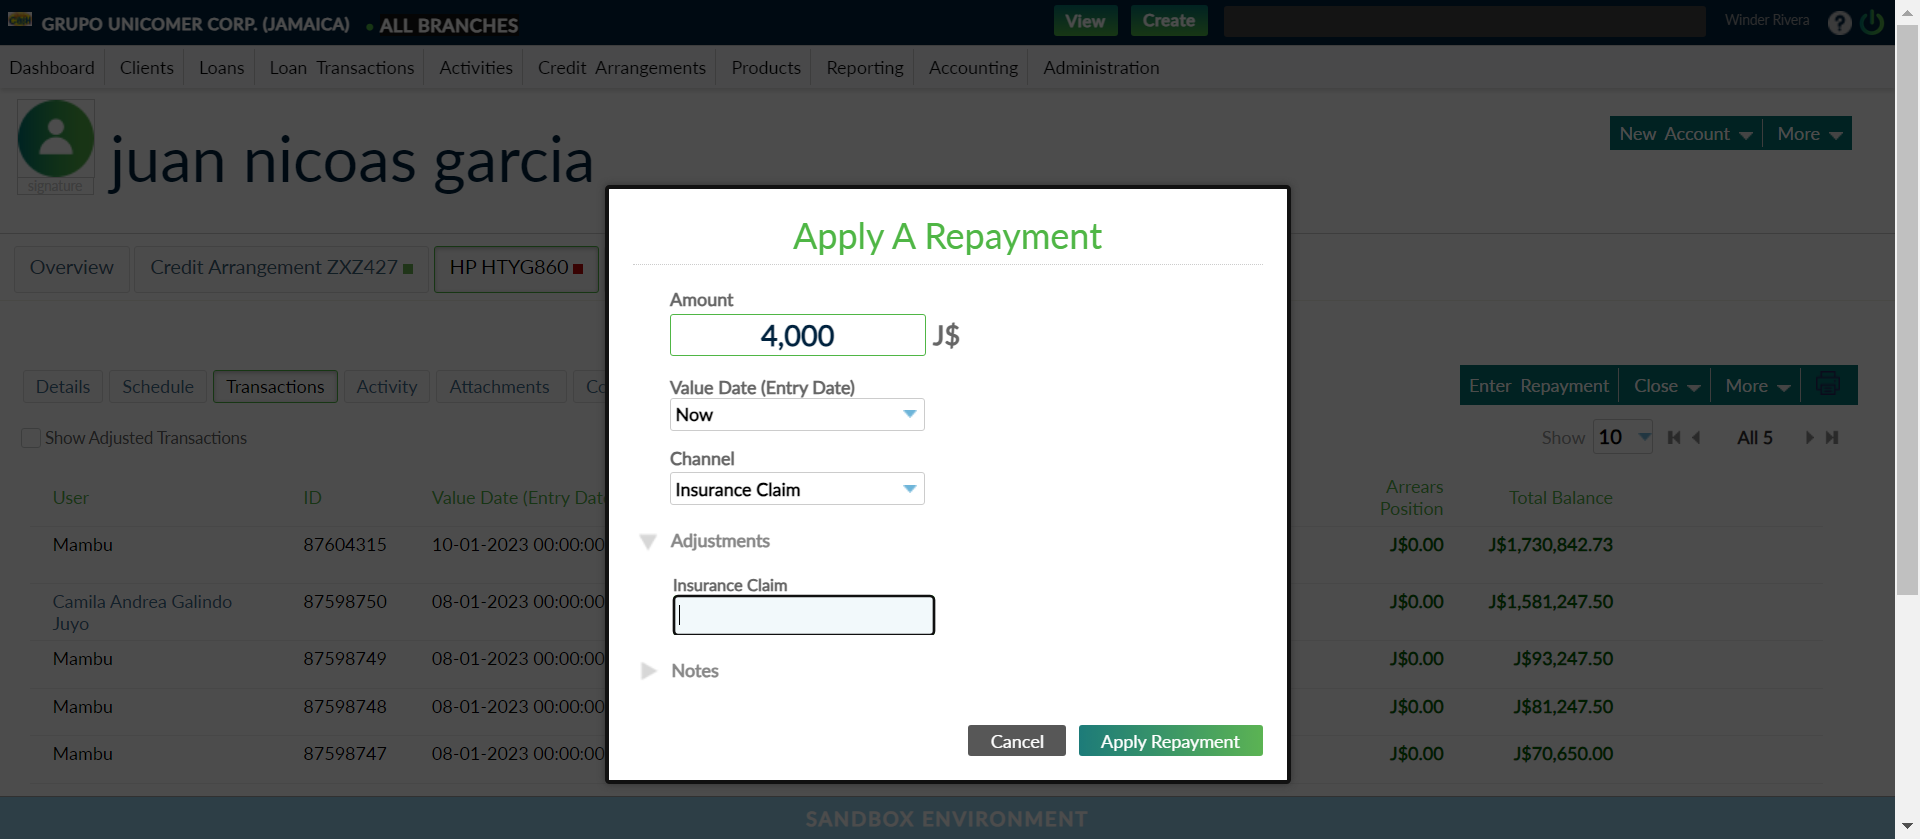 GRUPO UNICOMER CORP. (JAMAICA) ALL BRANCHES View Create Winder Rivera ?
Dashboard Clients Loans Loan Transactions Activities Credit Arrangements Products Reporting Accounting Administration
signature
juan nicoas garcia
New Account More
Overview Credit Arrangement ZXZ427 HP HTYG860
Details Schedule Transactions Activity Attachments Co
Enter Repayment Close More
Show Adjusted Transactions
Show 10 All 5
User ID Value Date (Entry Date Arrears Position Total Balance
Mambu 87604315 10-01-2023 00:00:00 J$0.00 J$1,730,842.73
Camila Andrea Galindo Juyo 87598750 08-01-2023 00:00:00 J$0.00 J$1,581,247.50
Mambu 87598749 08-01-2023 00:00:00 J$0.00 J$93,247.50
Mambu 87598748 08-01-2023 00:00:00 J$0.00 J$81,247.50
Mambu 87598747 08-01-2023 00:00:00 J$0.00 J$70,650.00
Apply A Repayment
Amount
4,000 J$
Value Date (Entry Date)
Now
Channel
Insurance Claim
Adjustments
Insurance Claim
Notes
Cancel Apply Repayment
SANDBOX ENVIRONMENT